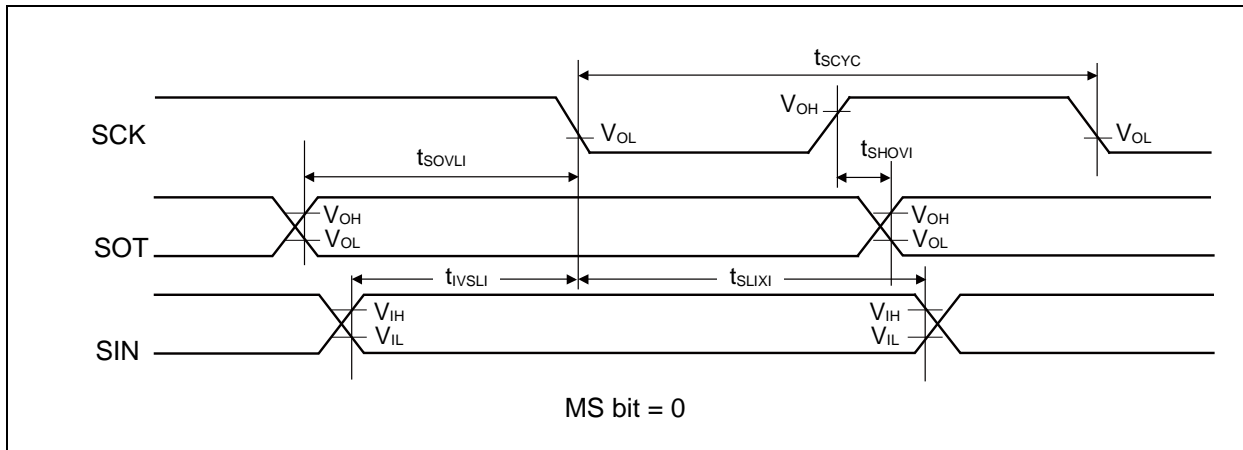 tSCYC
SCK
VOL
VOH
VOL
tSOVLI
tSHOVI
SOT
VOH
VOL
VOH
VOL
tIVSLI
tSLIXI
SIN
VIH
VIL
VIH
VIL
MS bit = 0